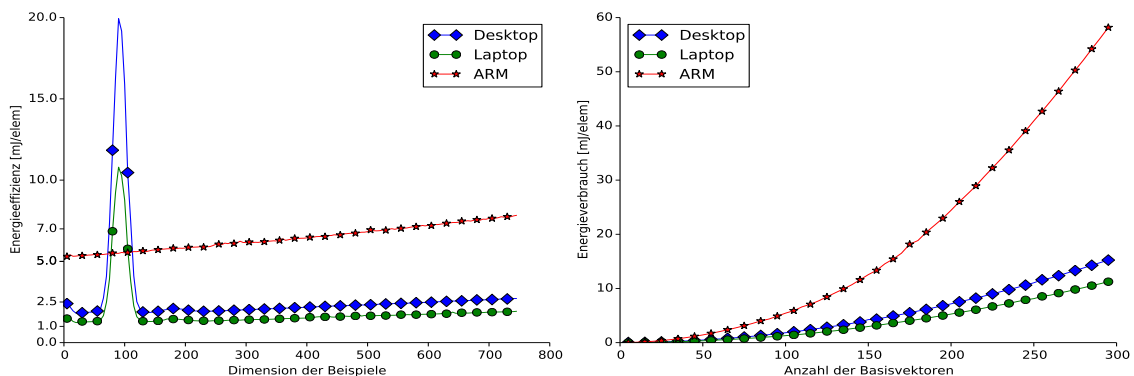 20.0
15.0
10.0
7.0
5.0
2.5
1.0
0.0
Energieeffizienz [mJ/elem]
Desktop
Laptop
ARM
0 100 200 300 400 500 600 700 800
Dimension der Beispiele
60
50
40
30
20
10
0
Energieverbrauch [mJ/elem]
Desktop
Laptop
ARM
0 50 100 150 200 250 300
Anzahl der Basisvektoren